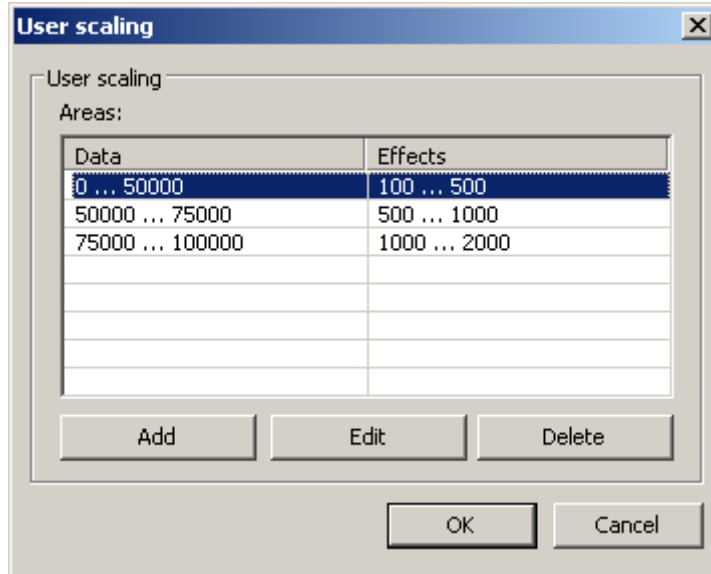 User scaling
User scaling
Areas:
Data Effects
0 ... 50000 100 ... 500
50000 ... 75000 500 ... 1000
75000 ... 100000 1000 ... 2000
Add Edit Delete
OK Cancel